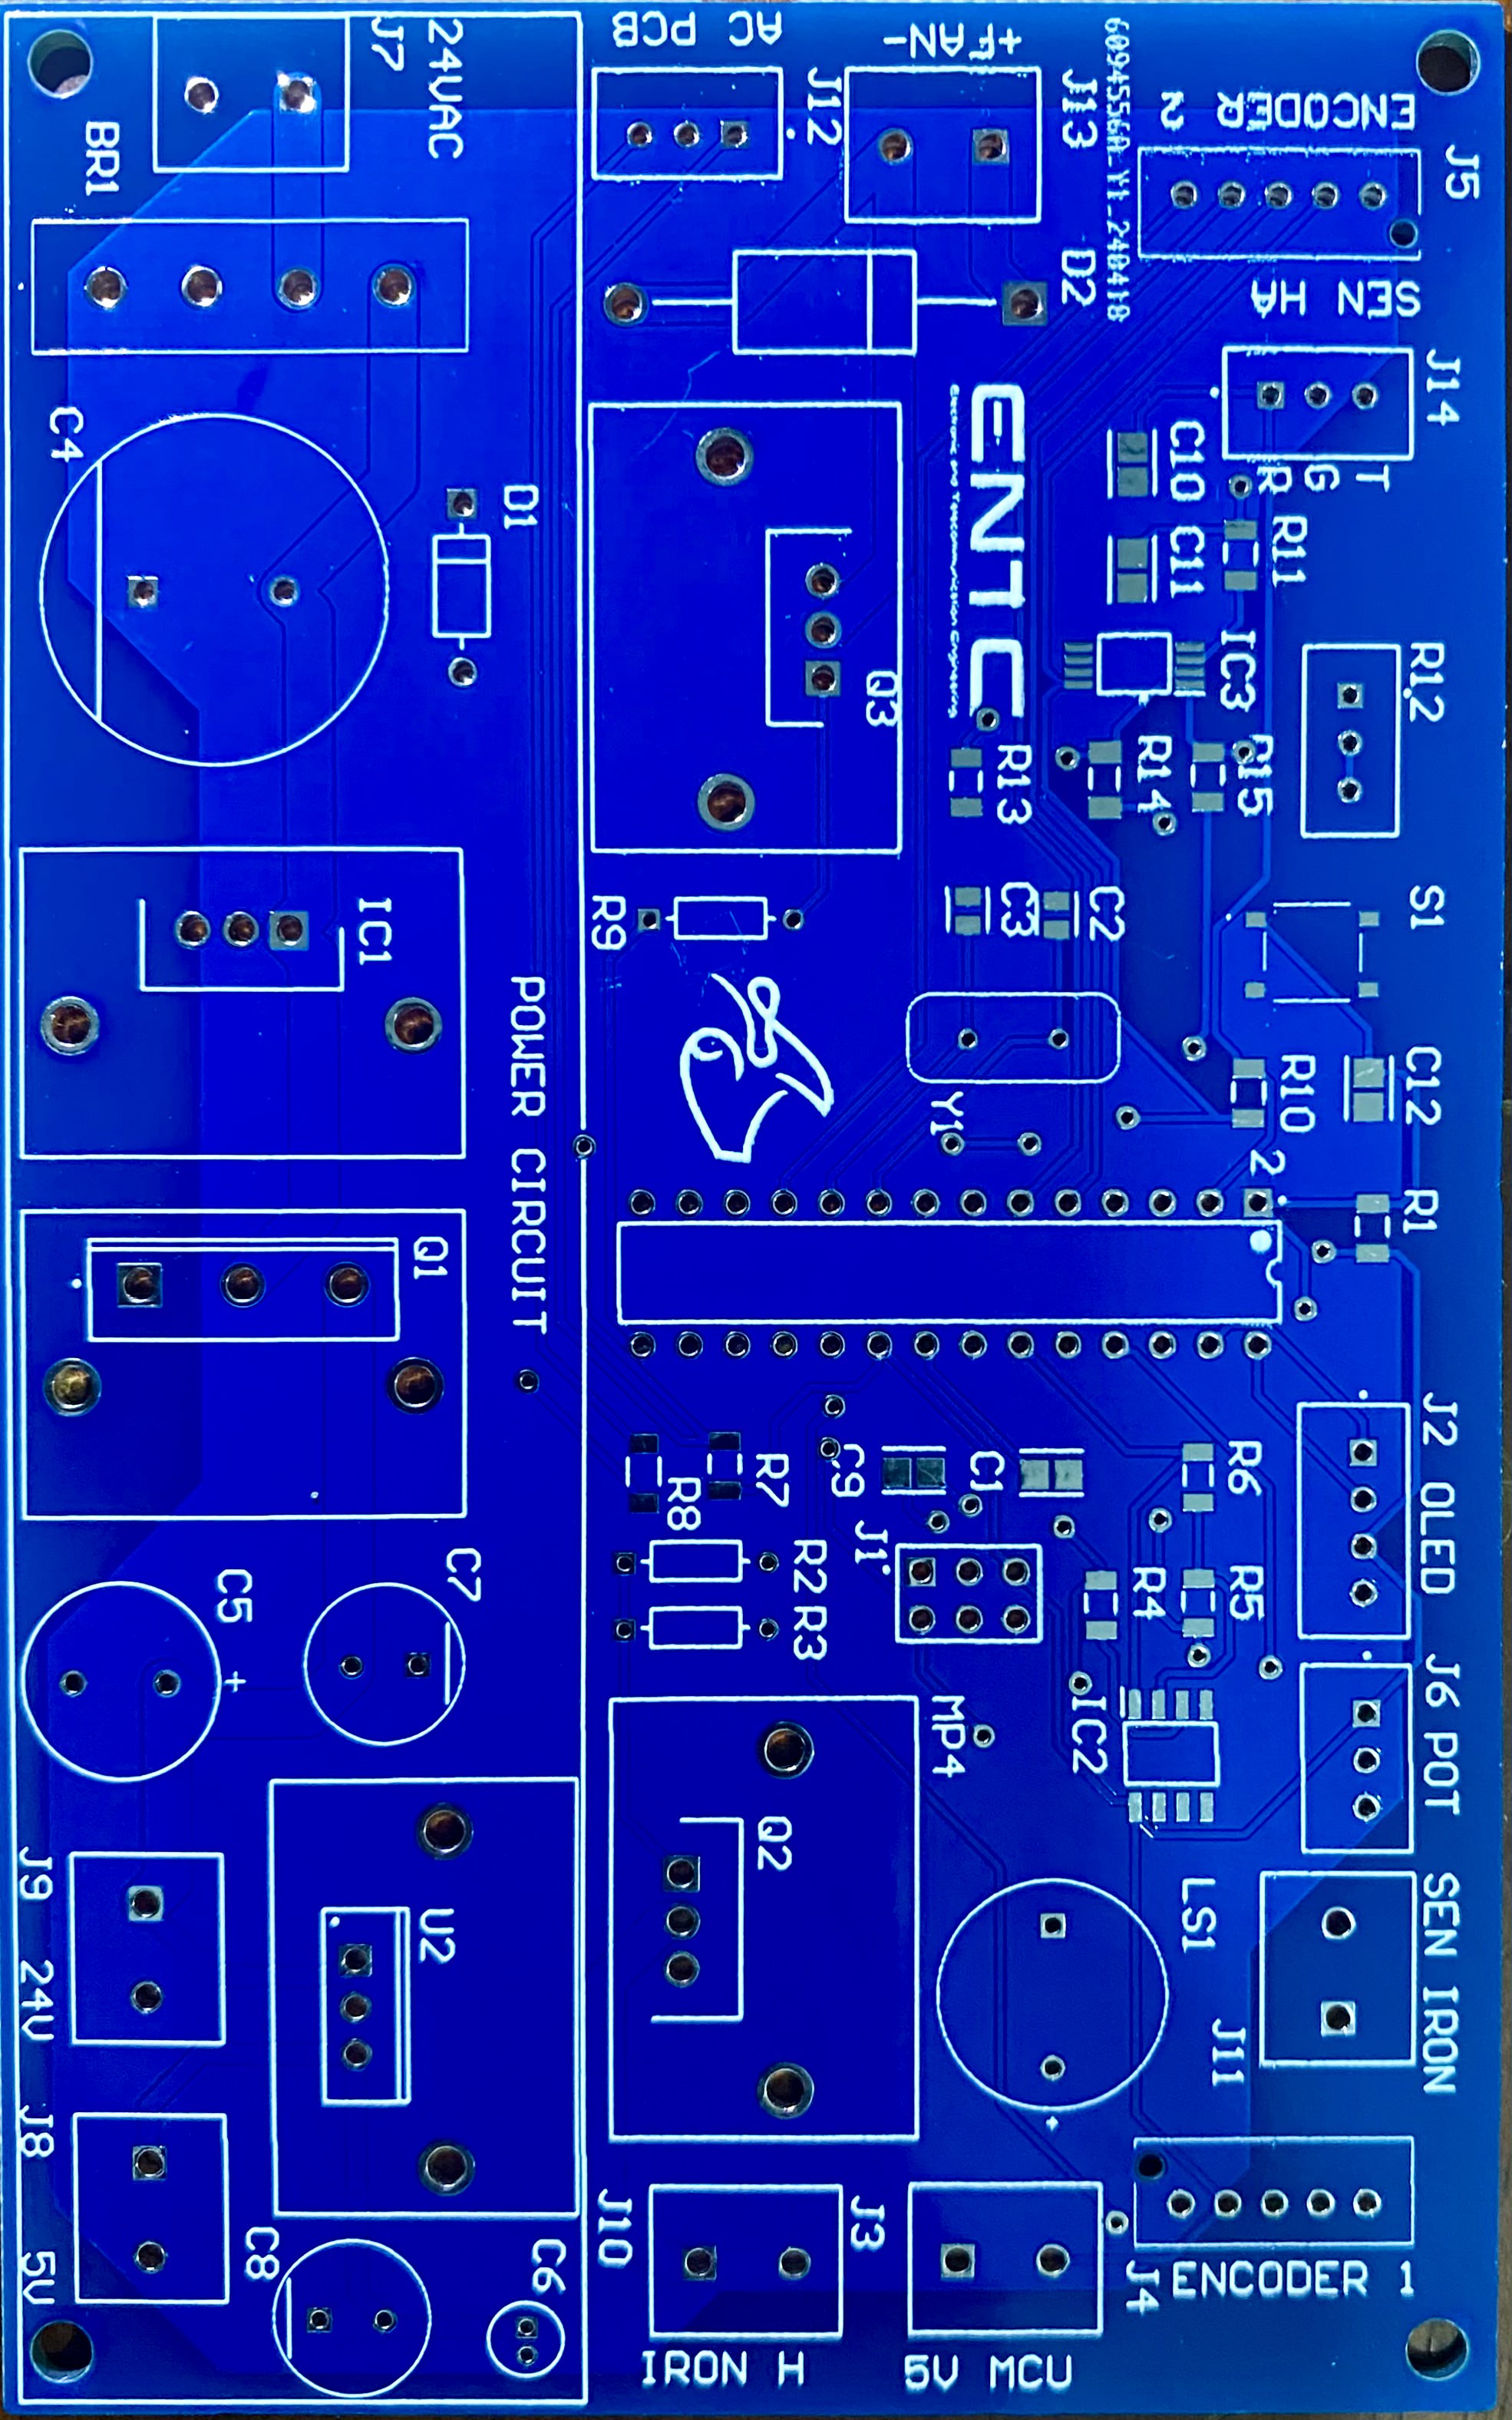 J5
J14
R12
S1
C12
R1
J2 OLED
J6 POT
SEN IRON
ENCODER 2
SEN HA
T
G
R
R11
IC3
R15
R10
2
R6
R5
LS1
J11
ENCODER 1
C10
C11
R14
R4
J4
6094556A_Y1_240418
J13
D2
C2
IC2
+FAN-
ENTC
Electronic and Telecommunication Engineering
R13
C3
C1
Y1
MP4
5V MCU
J12
Q3
C9
J1
J3
AC PCB
R2
R3
R7
R8
Q2
IRON H
R9
J10
POWER CIRCUIT
C6
D1
24VAC
J7
IC1
Q1
C7
U2
C8
C5
+
BR1
C4
J9
24V
J8
5V